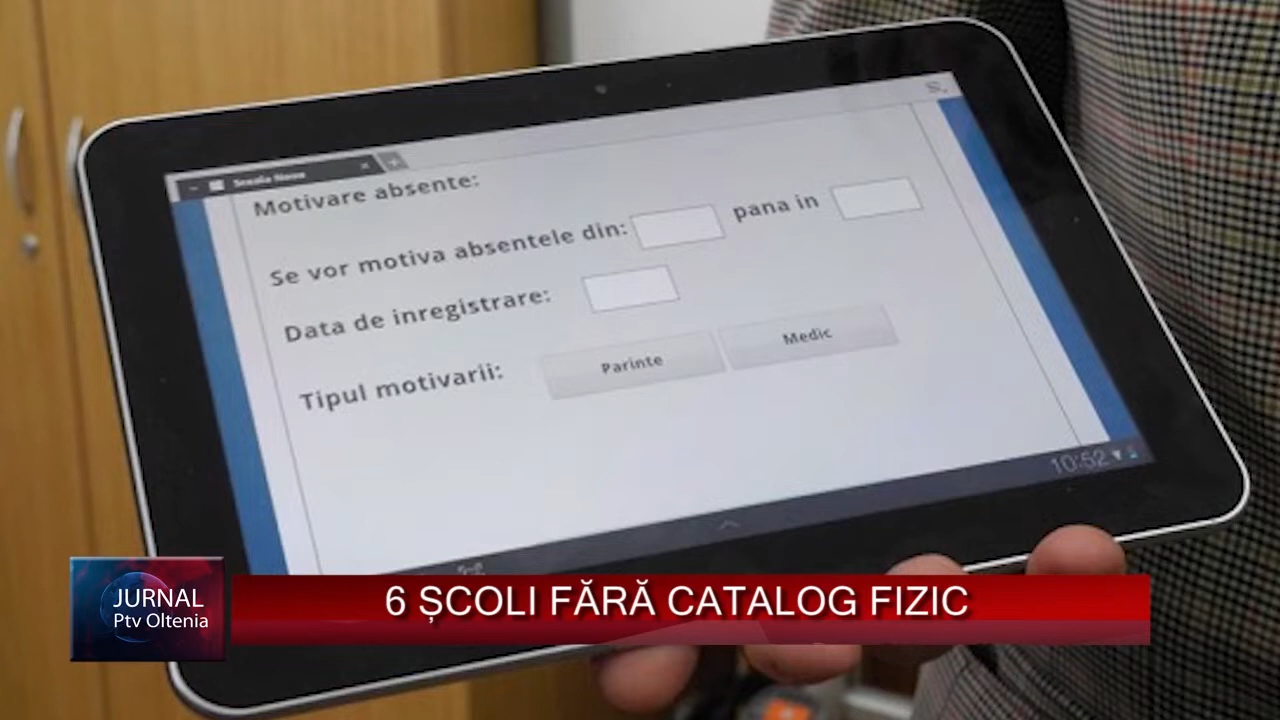 Motivare absente:
Se vor motiva absentele din: pana in
Data de inregistrare:
Tipul motivarii: Parinte Medic
10:52
6 ȘCOLI FĂRĂ CATALOG FIZIC
JURNAL
Ptv Oltenia